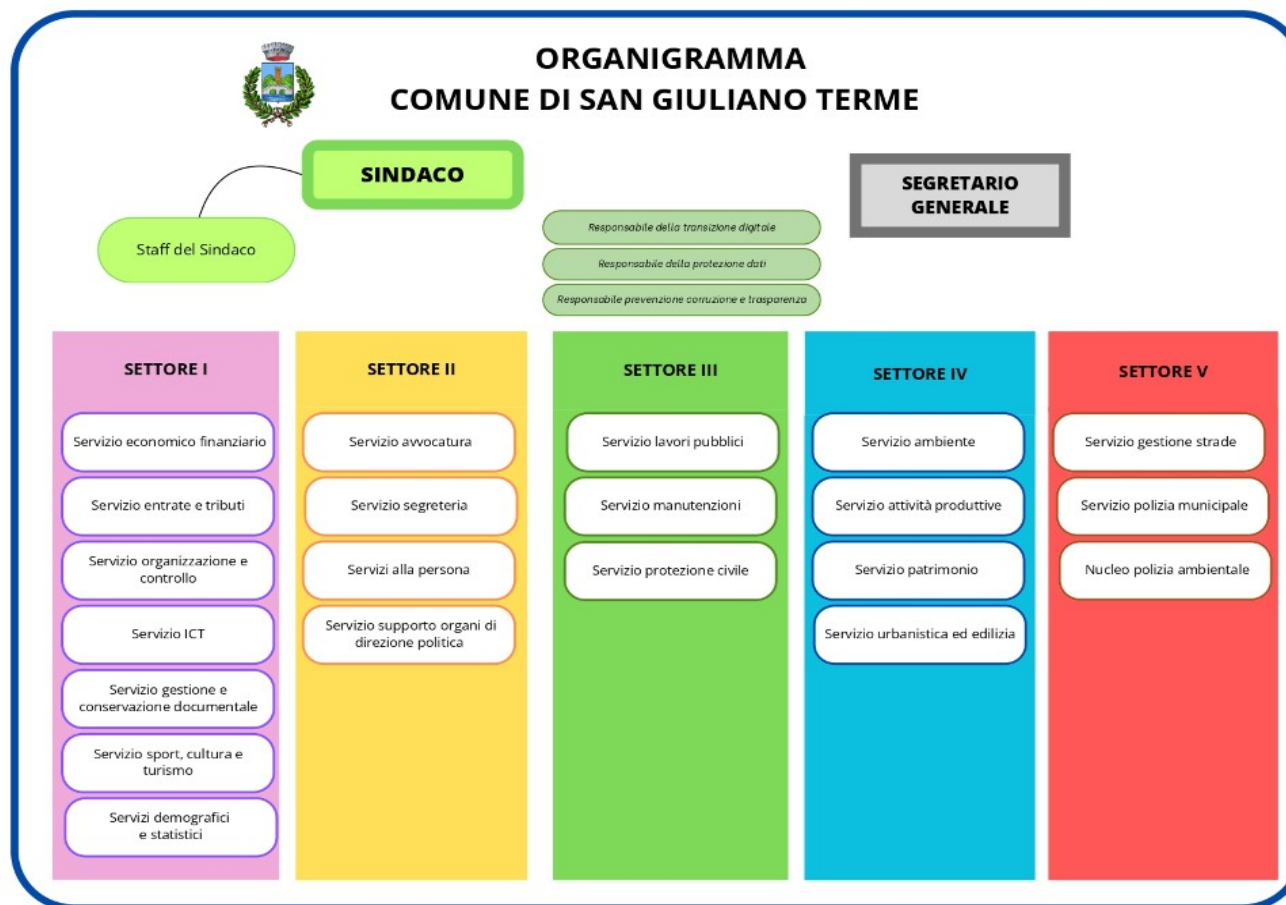 ORGANIGRAMMA
COMUNE DI SAN GIULIANO TERME
SINDACO
SEGRETARIO
GENERALE
Staff del Sindaco
Responsabile della transizione digitale
Responsabile della protezione dati
Responsabile prevenzione corruzione e trasparenza
SETTORE I
Servizio economico finanziario
Servizio entrate e tributi
Servizio organizzazione e
controllo
Servizio ICT
Servizio gestione e
conservazione documentale
Servizio sport, cultura e
turismo
Servizi demografici
e statistici
SETTORE II
Servizio avvocatura
Servizio segreteria
Servizi alla persona
Servizio supporto organi di
direzione politica
SETTORE III
Servizio lavori pubblici
Servizio manutenzioni
Servizio protezione civile
SETTORE IV
Servizio ambiente
Servizio attività produttive
Servizio patrimonio
Servizio urbanistica ed edilizia
SETTORE V
Servizio gestione strade
Servizio polizia municipale
Nucleo polizia ambientale